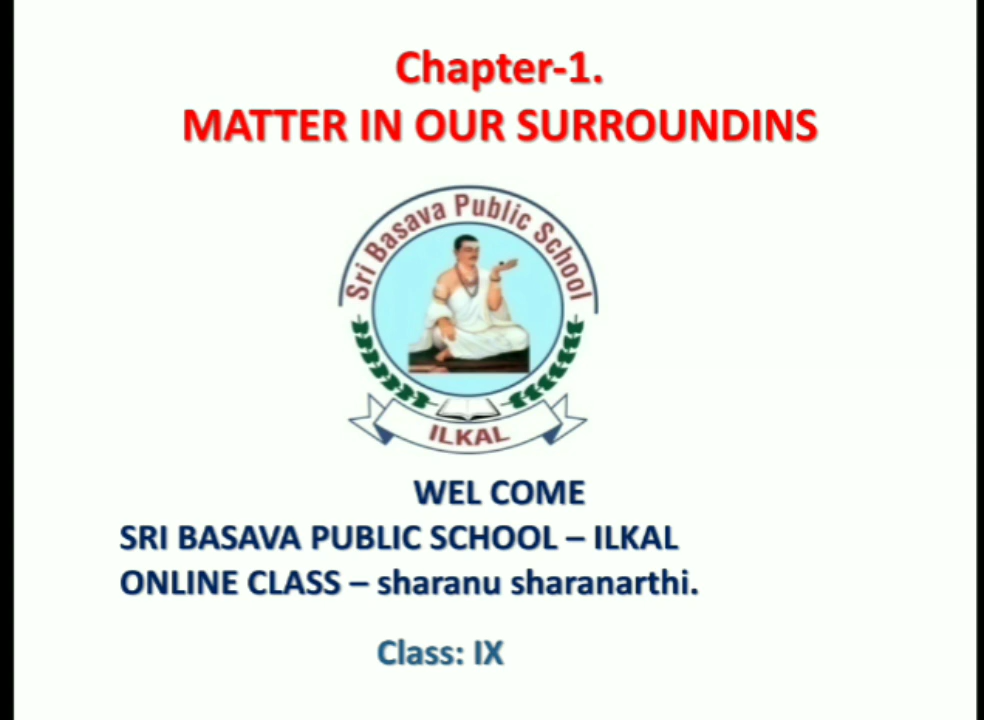 Chapter-1.
MATTER IN OUR SURROUNDINS
Sri Basava Public School
ILKAL
WEL COME
SRI BASAVA PUBLIC SCHOOL – ILKAL
ONLINE CLASS – sharanu sharanarthi.
Class: IX